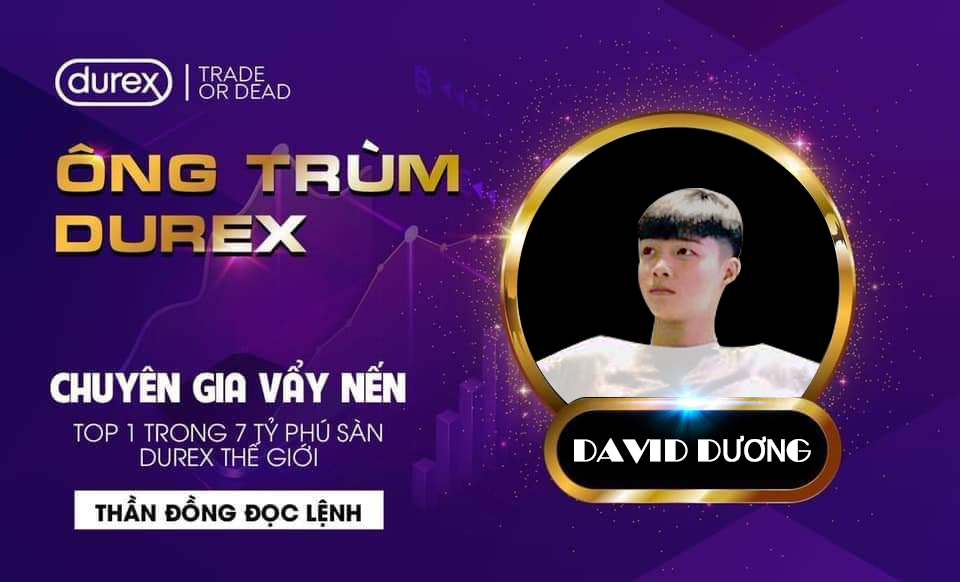 durex
TRADE
OR DEAD
ÔNG TRÙM
DUREX
CHUYÊN GIA VẨY NẾN
TOP 1 TRONG 7 TỶ PHÚ SÀN
DUREX THẾ GIỚI
THẦN ĐỒNG ĐỌC LỆNH
DAVID DƯƠNG